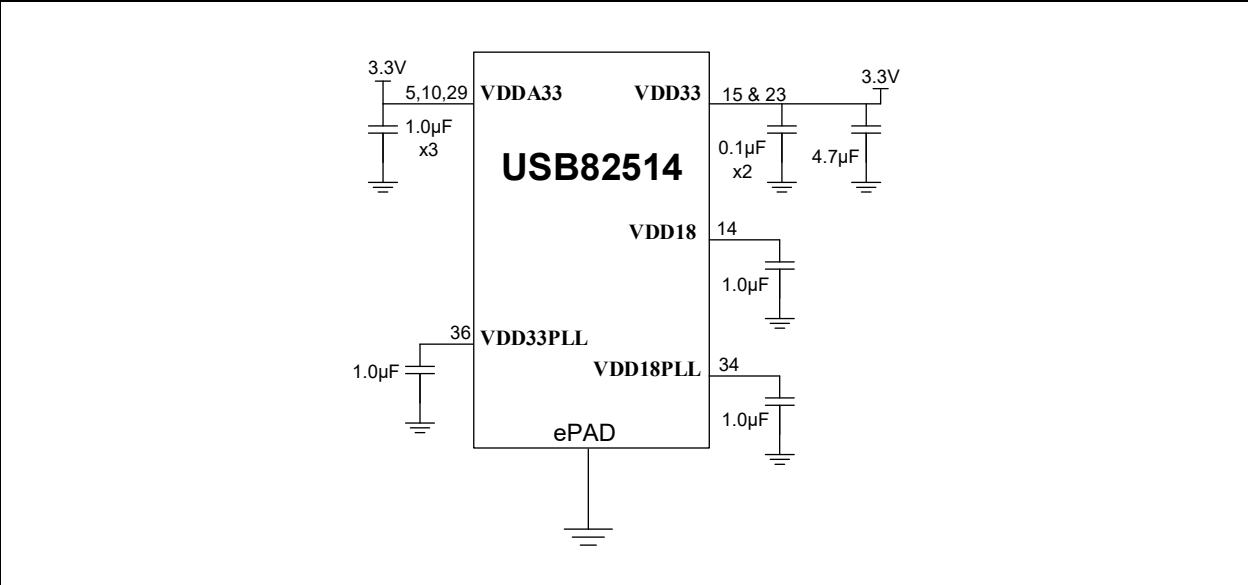 3.3V
5,10,29
VDDA33
1.0µF
x3
VDD33
15 & 23
3.3V
0.1µF
x2
4.7µF
USB82514
VDD18
14
1.0µF
36
VDD33PLL
1.0µF
VDD18PLL
34
1.0µF
ePAD